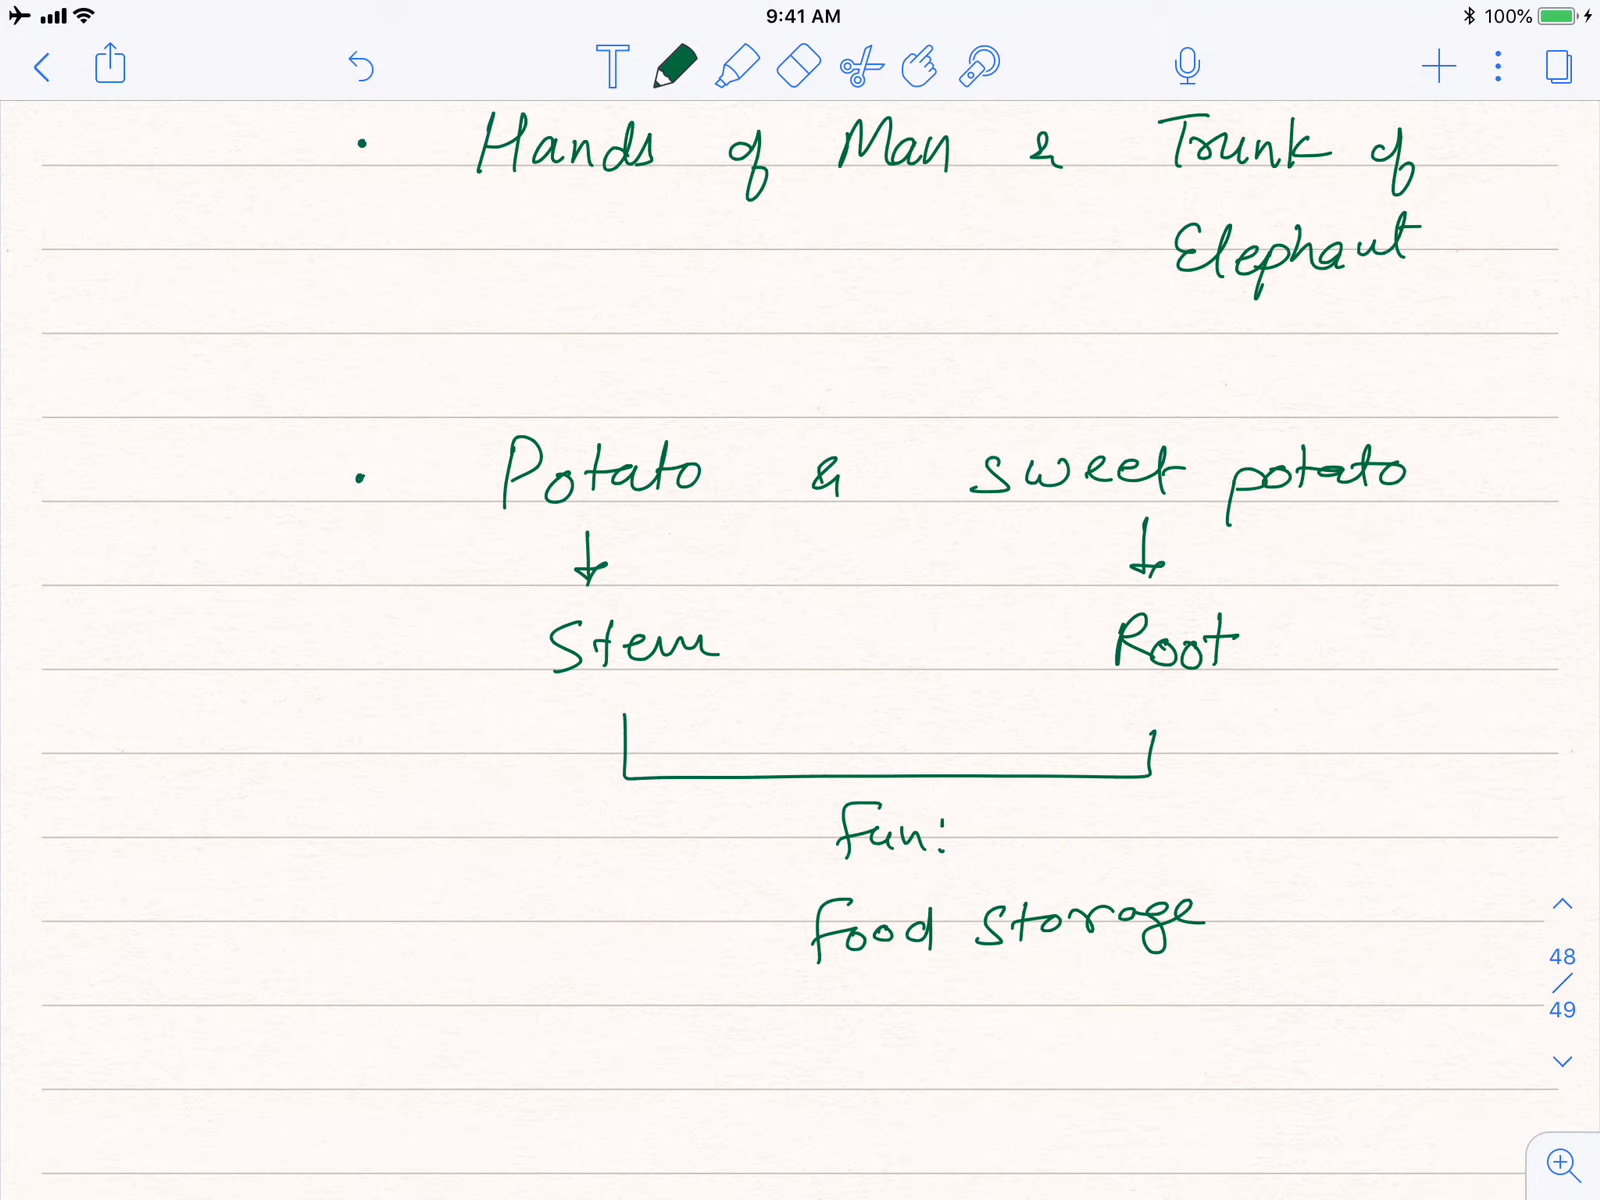 9:41 AM
100%
T
• Hands of Man & Trunk of
Elephant
• Potato & sweet potato
↓ ↓
Stem Root
Fun:
food storage
48
/
49